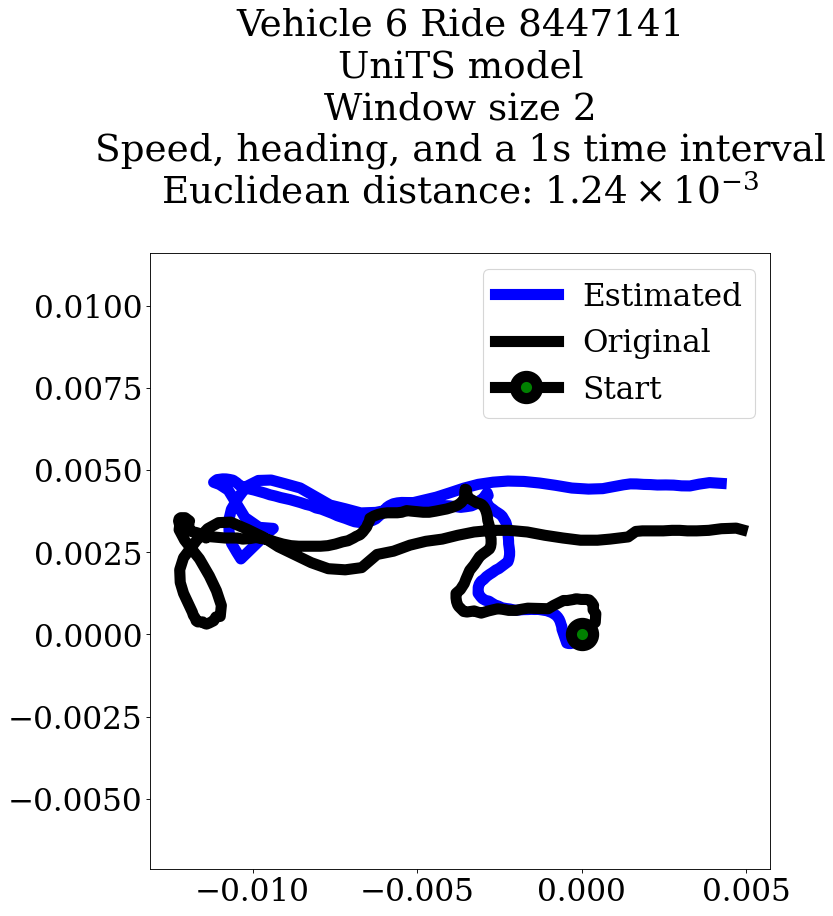 Vehicle 6 Ride 8447141
UniTS model
Window size 2
Speed, heading, and a 1s time interval
Euclidean distance: 1.24 × 10⁻³
Estimated
Original
Start
0.0100
0.0075
0.0050
0.0025
0.0000
−0.0025
−0.0050
−0.010 −0.005 0.000 0.005